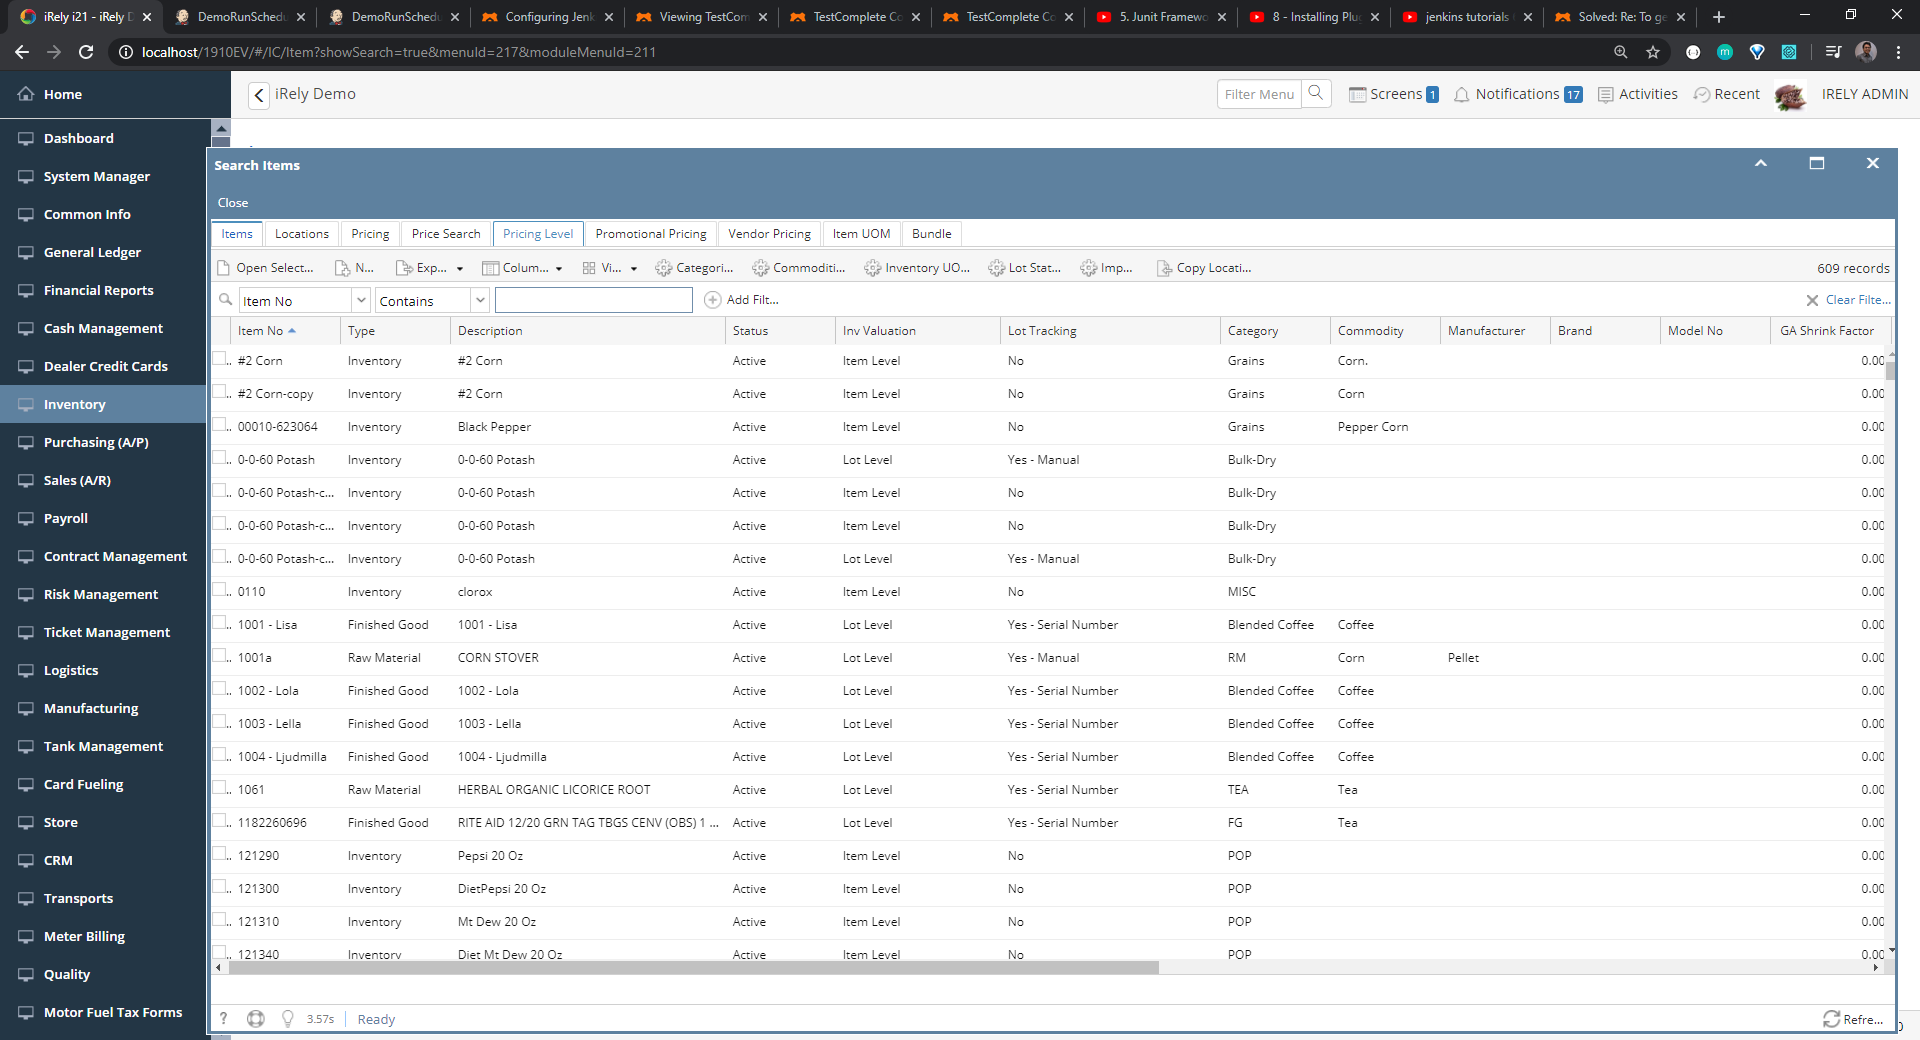 iRely i21 - iRely D
DemoRunSchedu
DemoRunSchedu
Configuring Jenk
Viewing TestCom
TestComplete Co
TestComplete Co
5. Junit Framewo
8 - Installing Plug
jenkins tutorials
Solved: Re: To ge
localhost/1910EV/#/IC/Item?showSearch=true&menuId=217&moduleMenuId=211
Home
iRely Demo
Filter Menu
Screens 1
Notifications 17
Activities
Recent
IRELY ADMIN
Dashboard
System Manager
Common Info
General Ledger
Financial Reports
Cash Management
Dealer Credit Cards
Inventory
Purchasing (A/P)
Sales (A/R)
Payroll
Contract Management
Risk Management
Ticket Management
Logistics
Manufacturing
Tank Management
Card Fueling
Store
CRM
Transports
Meter Billing
Quality
Motor Fuel Tax Forms
Search Items
Close
Items Locations Pricing Price Search Pricing Level Promotional Pricing Vendor Pricing Item UOM Bundle
Open Select... N... Exp... Colum... Vi... Categori... Commoditi... Inventory UO... Lot Stat... Imp... Copy Locati... 609 records
Item No Contains Add Filt... Clear Filte...
Item No Type Description Status Inv Valuation Lot Tracking Category Commodity Manufacturer Brand Model No GA Shrink Factor
#2 Corn Inventory #2 Corn Active Item Level No Grains Corn. 0.00
#2 Corn-copy Inventory #2 Corn Active Item Level No Grains Corn 0.00
00010-623064 Inventory Black Pepper Active Item Level No Grains Pepper Corn 0.00
0-0-60 Potash Inventory 0-0-60 Potash Active Lot Level Yes - Manual Bulk-Dry 0.00
0-0-60 Potash-c... Inventory 0-0-60 Potash Active Item Level No Bulk-Dry 0.00
0-0-60 Potash-c... Inventory 0-0-60 Potash Active Item Level No Bulk-Dry 0.00
0-0-60 Potash-c... Inventory 0-0-60 Potash Active Lot Level Yes - Manual Bulk-Dry 0.00
0110 Inventory clorox Active Item Level No MISC 0.00
1001 - Lisa Finished Good 1001 - Lisa Active Lot Level Yes - Serial Number Blended Coffee Coffee 0.00
1001a Raw Material CORN STOVER Active Lot Level Yes - Manual RM Corn Pellet 0.00
1002 - Lola Finished Good 1002 - Lola Active Lot Level Yes - Serial Number Blended Coffee Coffee 0.00
1003 - Lella Finished Good 1003 - Lella Active Lot Level Yes - Serial Number Blended Coffee Coffee 0.00
1004 - Ljudmilla Finished Good 1004 - Ljudmilla Active Lot Level Yes - Serial Number Blended Coffee Coffee 0.00
1061 Raw Material HERBAL ORGANIC LICORICE ROOT Active Lot Level Yes - Serial Number TEA Tea 0.00
1182260696 Finished Good RITE AID 12/20 GRN TAG TBGS CENV (OBS) 1 ... Active Lot Level Yes - Serial Number FG Tea 0.00
121290 Inventory Pepsi 20 Oz Active Item Level No POP 0.00
121300 Inventory DietPepsi 20 Oz Active Item Level No POP 0.00
121310 Inventory Mt Dew 20 Oz Active Item Level No POP 0.00
121340 Inventory Diet Mt Dew 20 Oz Active Item Level No POP 0.00
? 3.57s Ready Refre...